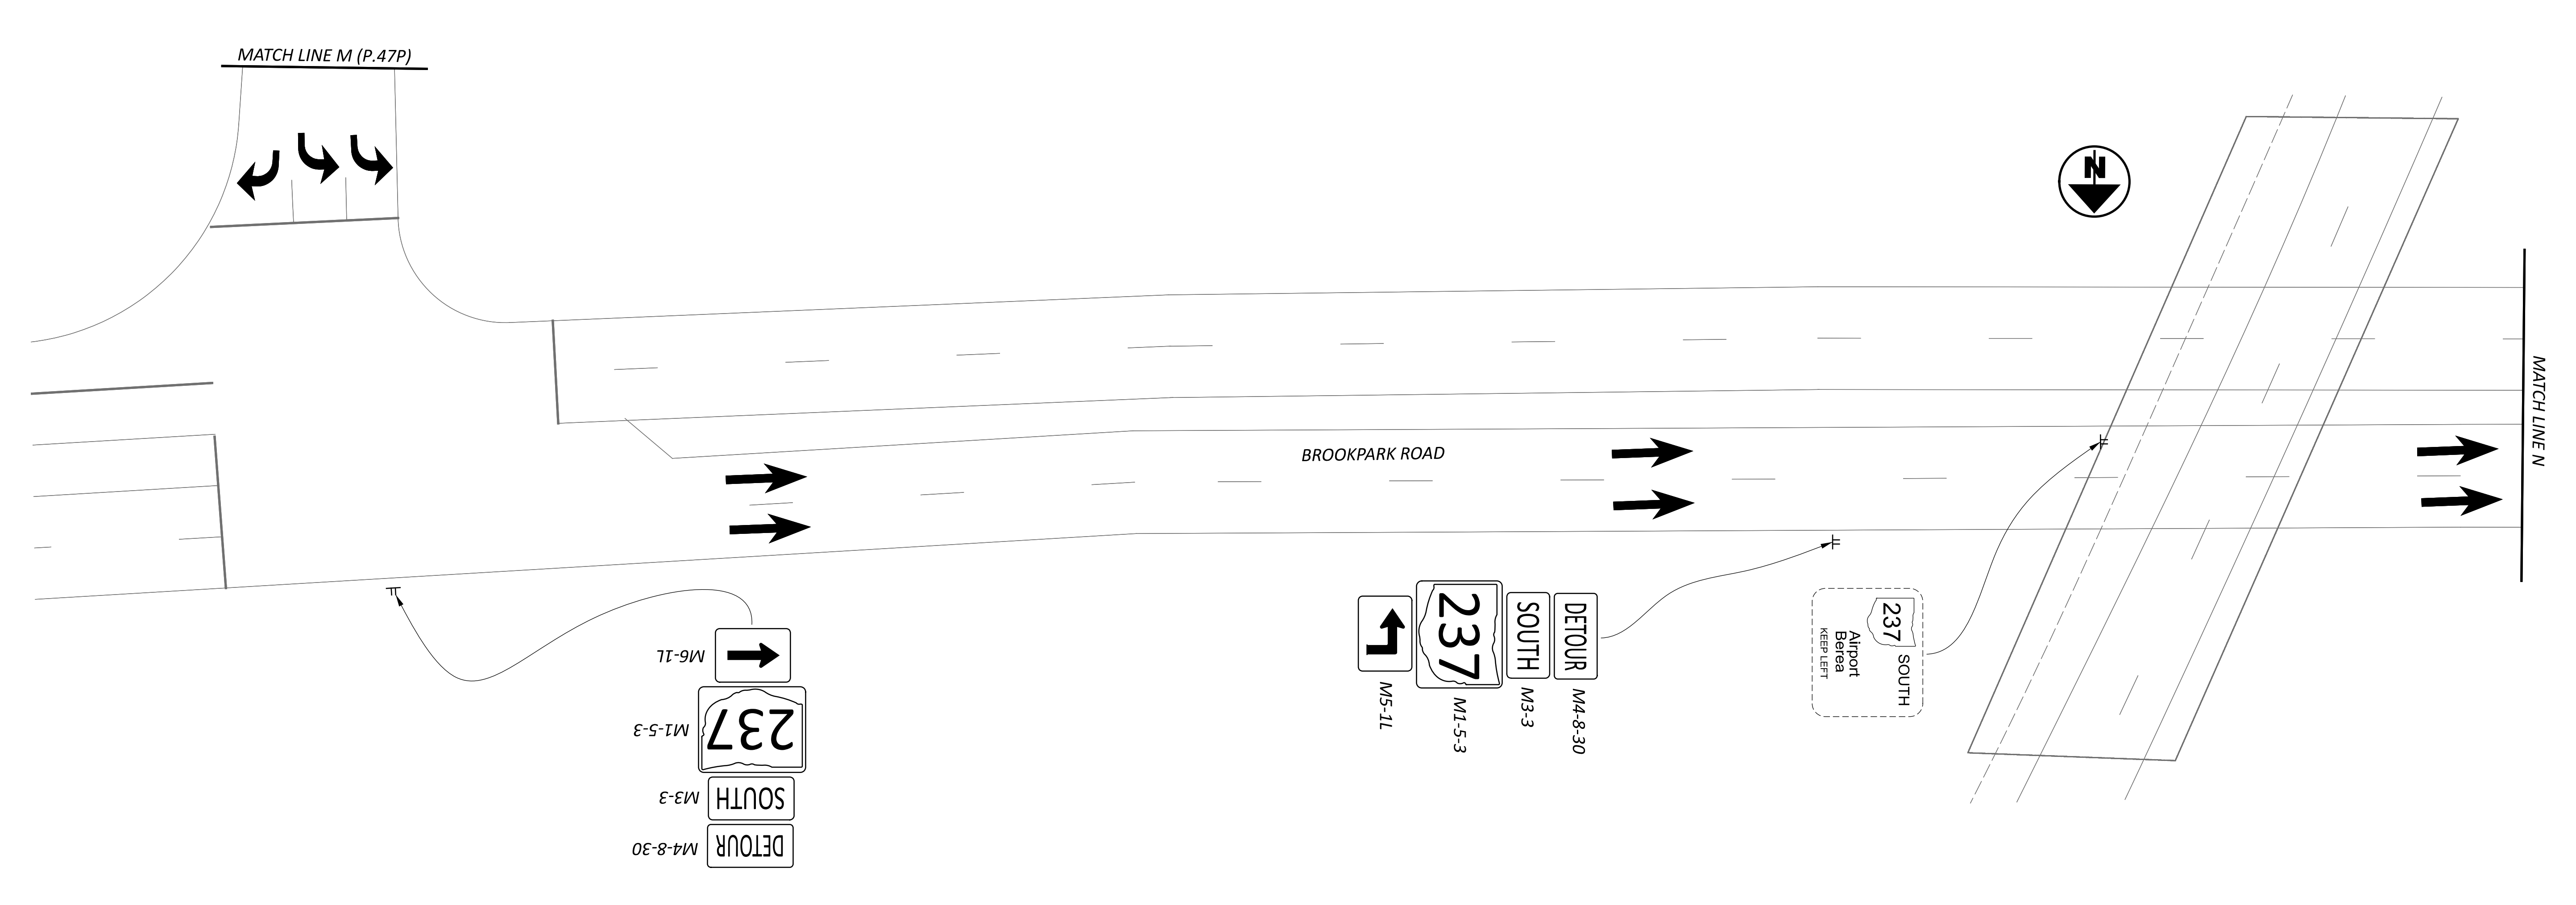 MATCH LINE M (P.47P)
N
MATCH LINE N
BROOKPARK ROAD
M6-1L
237
M1-5-3
SOUTH
M3-3
DETOUR
M4-8-30
DETOUR
M4-8-30
SOUTH
M3-3
237
M1-5-3
M5-1L
237 SOUTH
Airport
Berea
KEEP LEFT